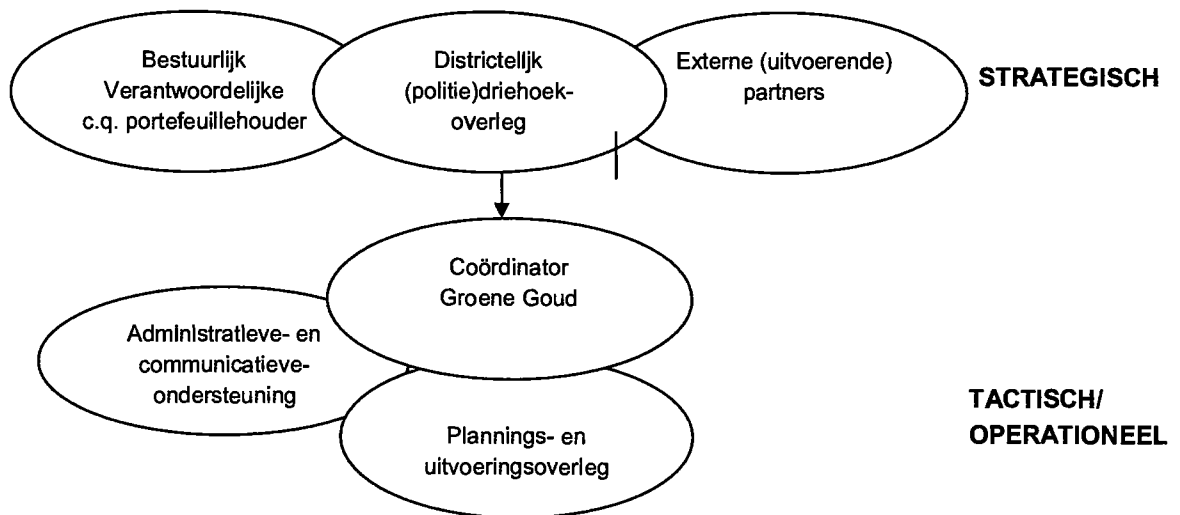 Bestuurlijk
Verantwoordelijke
c.q. portefeuillehouder
Districtelijk
(politie)driehoek-
overleg
Externe (uitvoerende)
partners
STRATEGISCH
Coördinator
Groene Goud
Administratieve- en
communicatieve-
ondersteuning
Plannings- en
uitvoeringsoverleg
TACTISCH/
OPERATIONEEL